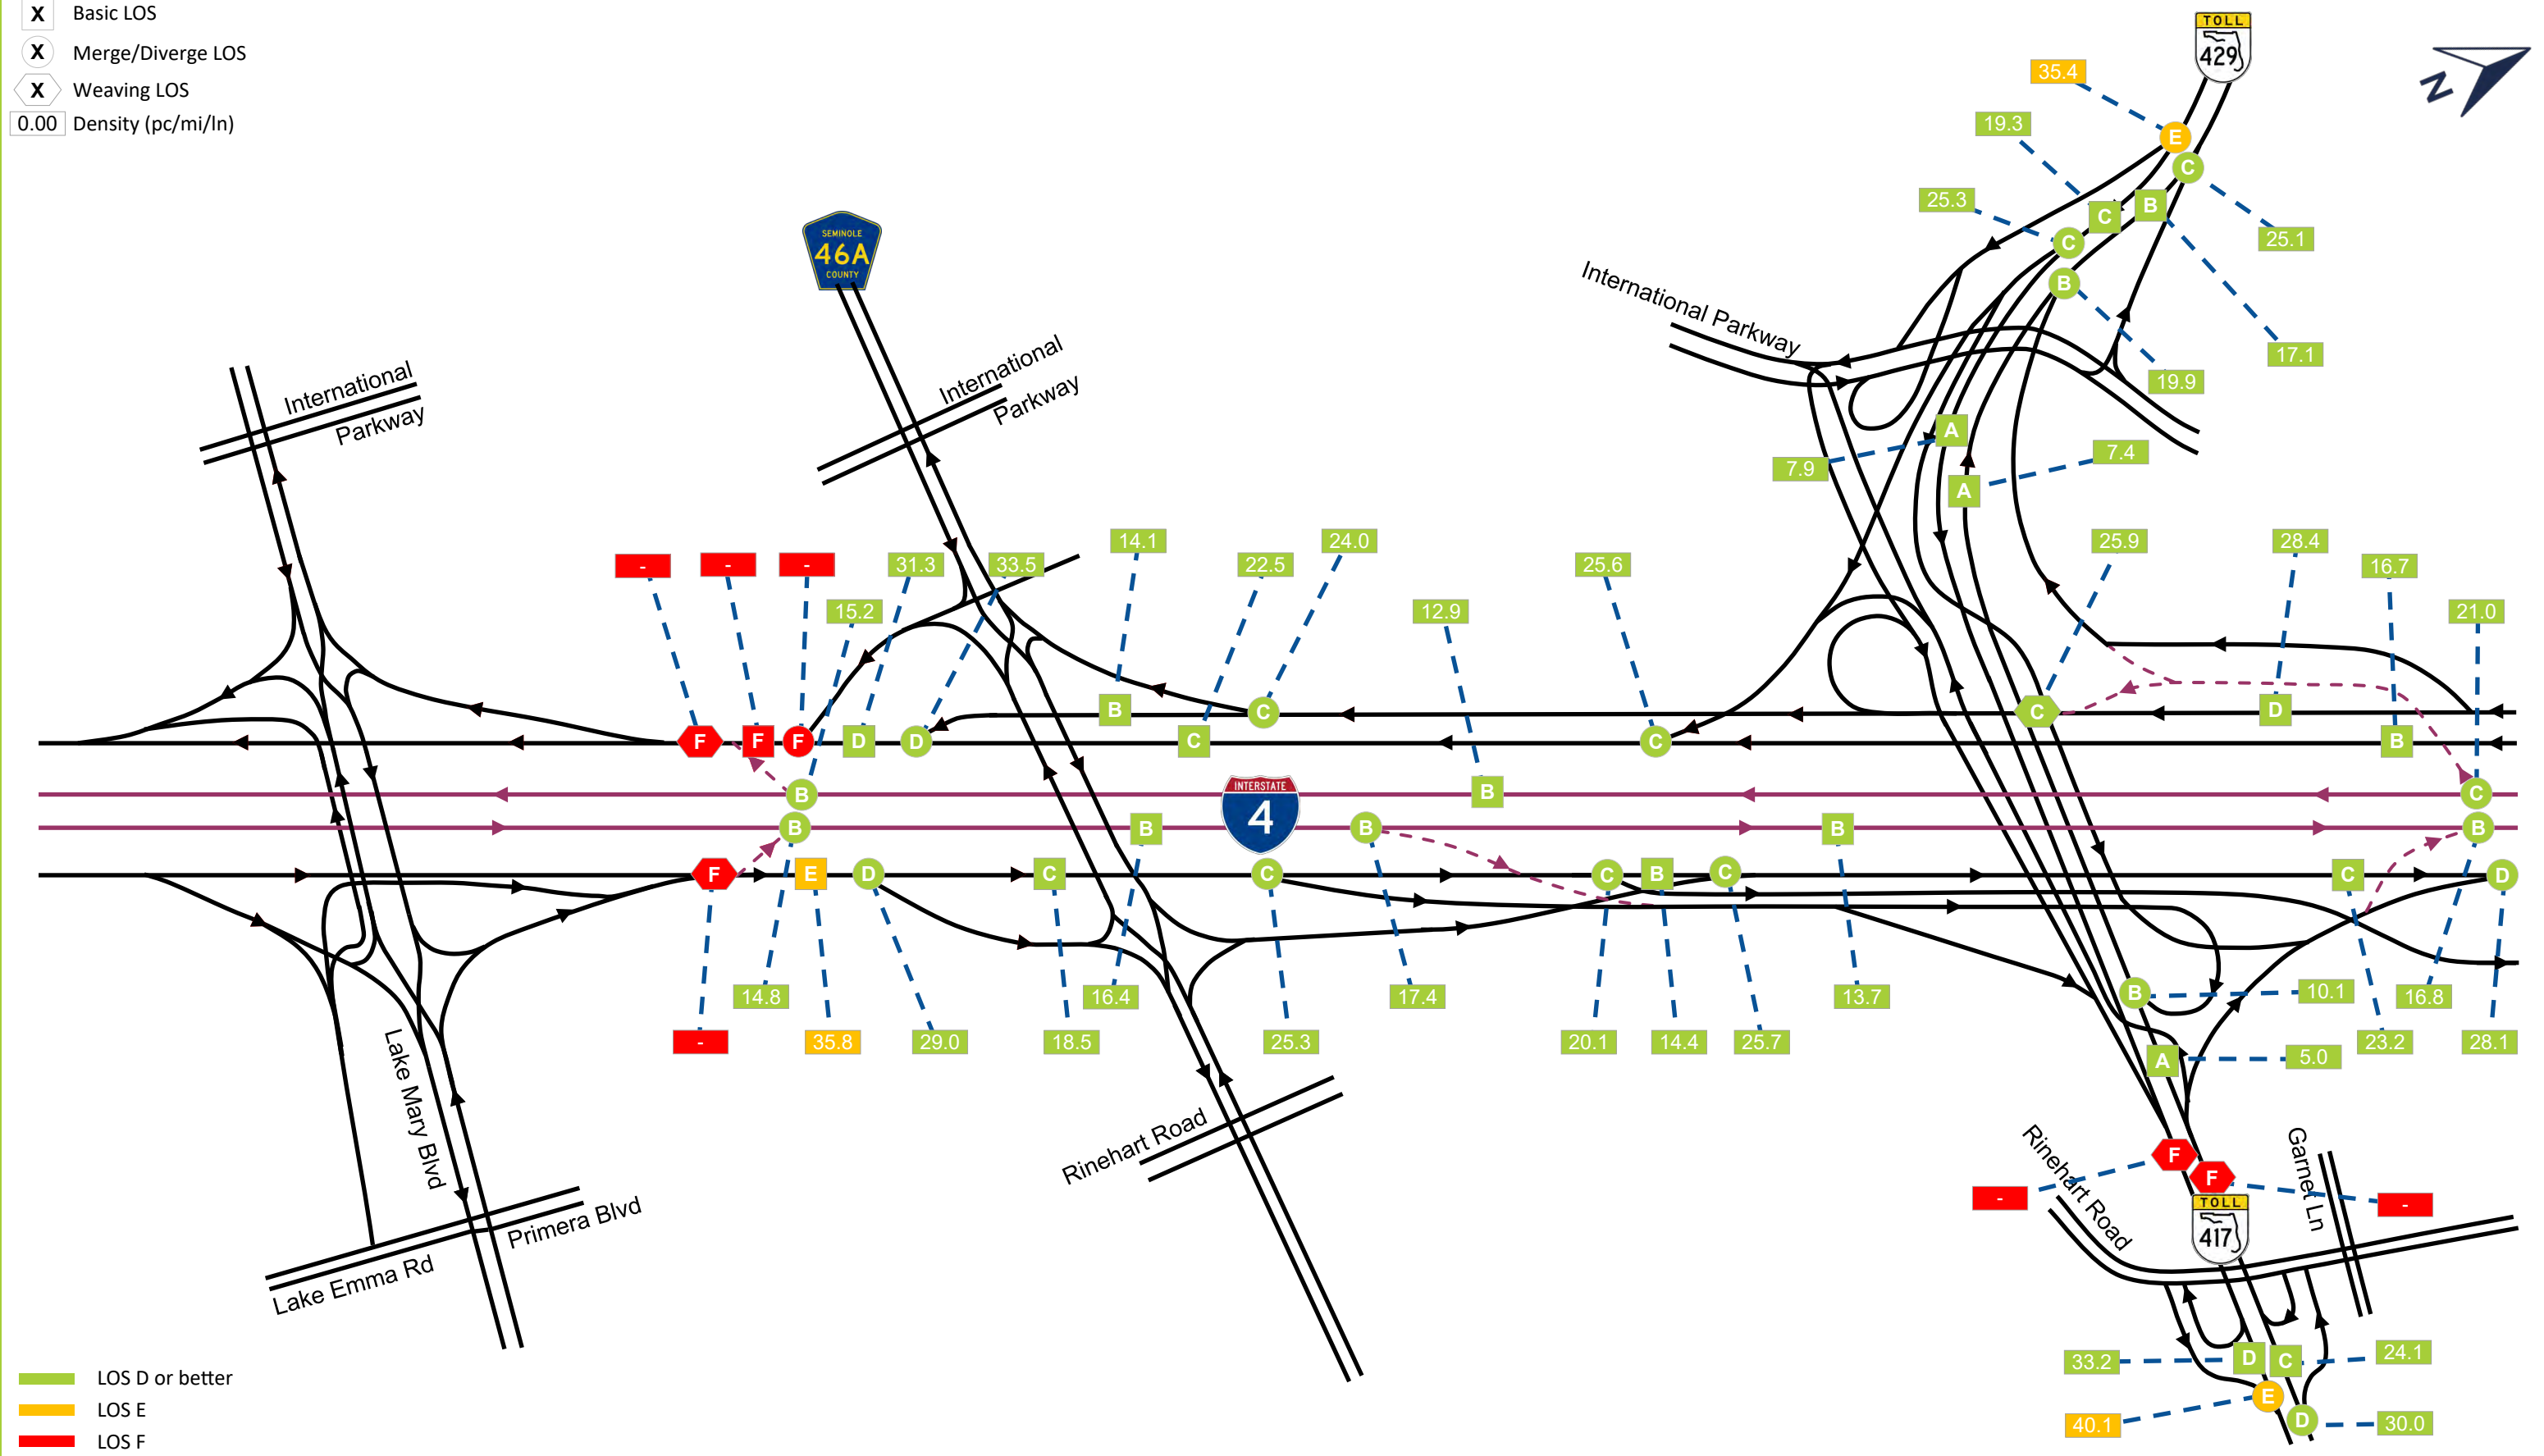 X Basic LOS
X Merge/Diverge LOS
X Weaving LOS
0.00 Density (pc/mi/ln)
TOLL
429
N
35.4
E
19.3
C
25.3
C
B
C
25.1
B
17.1
19.9
SEMINOLE
46A
COUNTY
International Parkway
International
Parkway
International
Parkway
A
7.9
7.4
A
-
-
-
31.3
33.5
14.1
22.5
24.0
25.6
25.9
28.4
16.7
15.2
12.9
21.0
B
C
C
D
F
F
F
D
D
C
C
B
B
B
C
INTERSTATE
4
B
B
B
B
B
F
E
D
C
C
C
B
C
C
D
14.8
16.4
17.4
13.7
B
10.1
16.8
-
35.8
29.0
18.5
25.3
20.1
14.4
25.7
23.2
28.1
A
5.0
Lake Mary Blvd
Rinehart Road
Rinehart Road
Garnet Ln
F
F
-
-
TOLL
417
Primera Blvd
Lake Emma Rd
33.2
D
C
24.1
40.1
E
D
30.0
LOS D or better
LOS E
LOS F